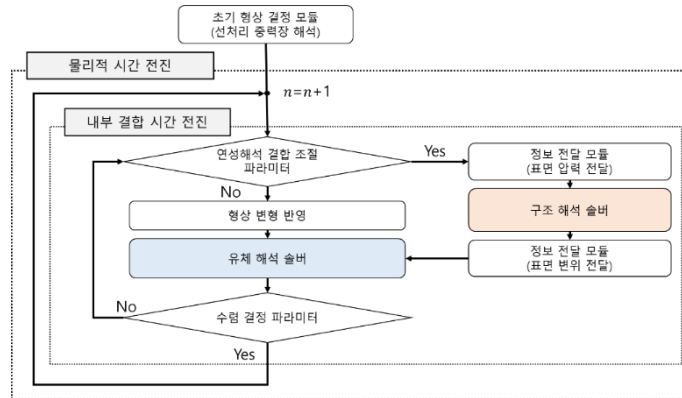 초기 형상 결정 모듈
(선처리 중력장 해석)
물리적 시간 전진
n=n+1
내부 결합 시간 전진
연성해석 결합 조절
파라미터
Yes
정보 전달 모듈
(표면 압력 전달)
No
형상 변형 반영
구조 해석 솔버
유체 해석 솔버
정보 전달 모듈
(표면 변위 전달)
No
수렴 결정 파라미터
Yes